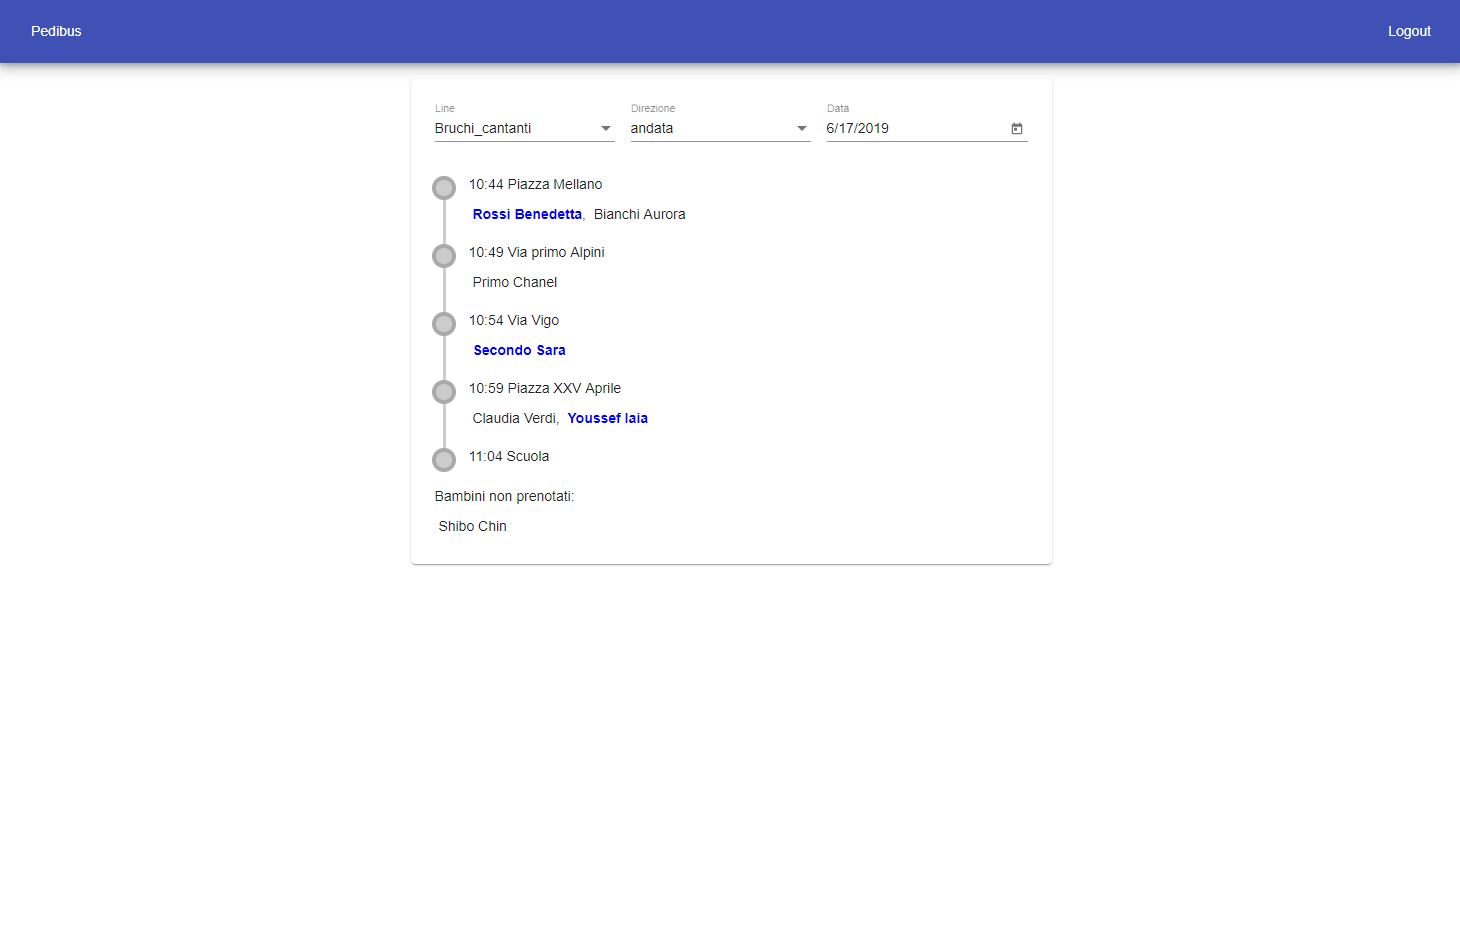 Pedibus Logout
Line Direzione Data
Bruchi_cantanti andata 6/17/2019
10:44 Piazza Mellano
Rossi Benedetta, Bianchi Aurora
10:49 Via primo Alpini
Primo Chanel
10:54 Via Vigo
Secondo Sara
10:59 Piazza XXV Aprile
Claudia Verdi, Youssef Iaia
11:04 Scuola
Bambini non prenotati:
Shibo Chin